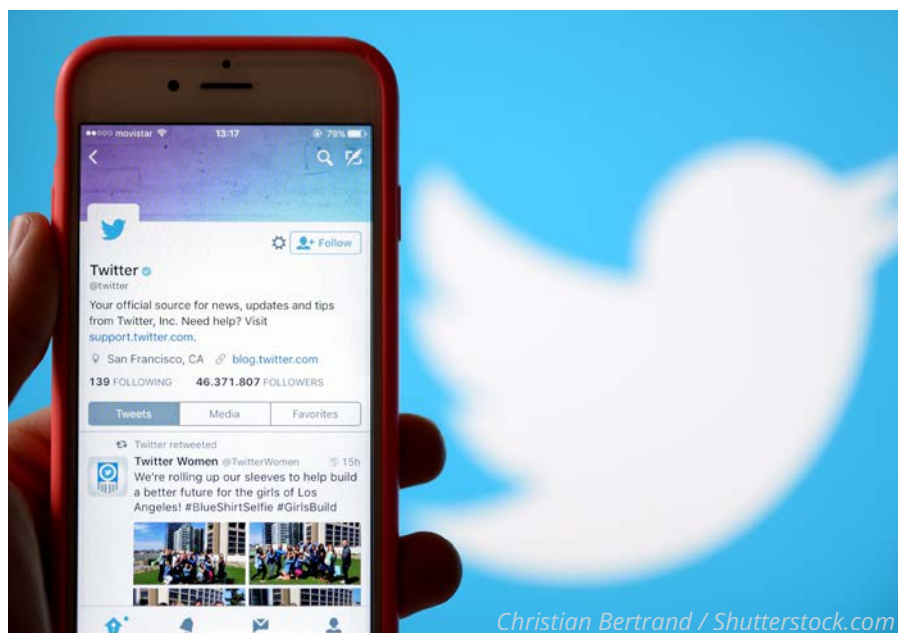 movistar 13:17 79%
Follow
Twitter
@twitter
Your official source for news, updates and tips
from Twitter, Inc. Need help? Visit
support.twitter.com.
San Francisco, CA blog.twitter.com
139 FOLLOWING 46.371.807 FOLLOWERS
Tweets Media Favorites
Twitter retweeted
Twitter Women @TwitterWomen 15h
We're rolling up our sleeves to help build
a better future for the girls of Los
Angeles! #BlueShirtSelfie #GirlsBuild
Christian Bertrand / Shutterstock.com